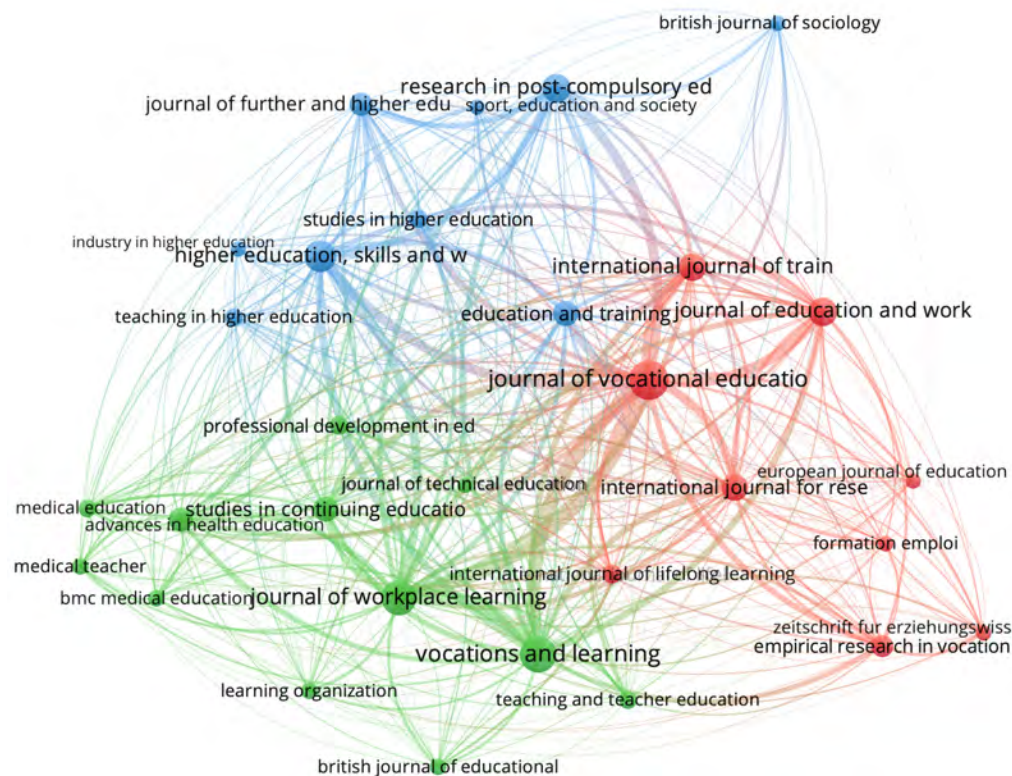 british journal of sociology
research in post-compulsory ed
journal of further and higher edu
sport, education and society
studies in higher education
industry in higher education
higher education, skills and w
international journal of train
teaching in higher education
education and training
journal of education and work
journal of vocational educatio
professional development in ed
european journal of education
journal of technical education
international journal for rese
medical education
studies in continuing educatio
advances in health education
formation emploi
medical teacher
international journal of lifelong learning
bmc medical education
journal of workplace learning
zeitschrift fur erziehungswiss
empirical research in vocation
vocations and learning
learning organization
teaching and teacher education
british journal of educational